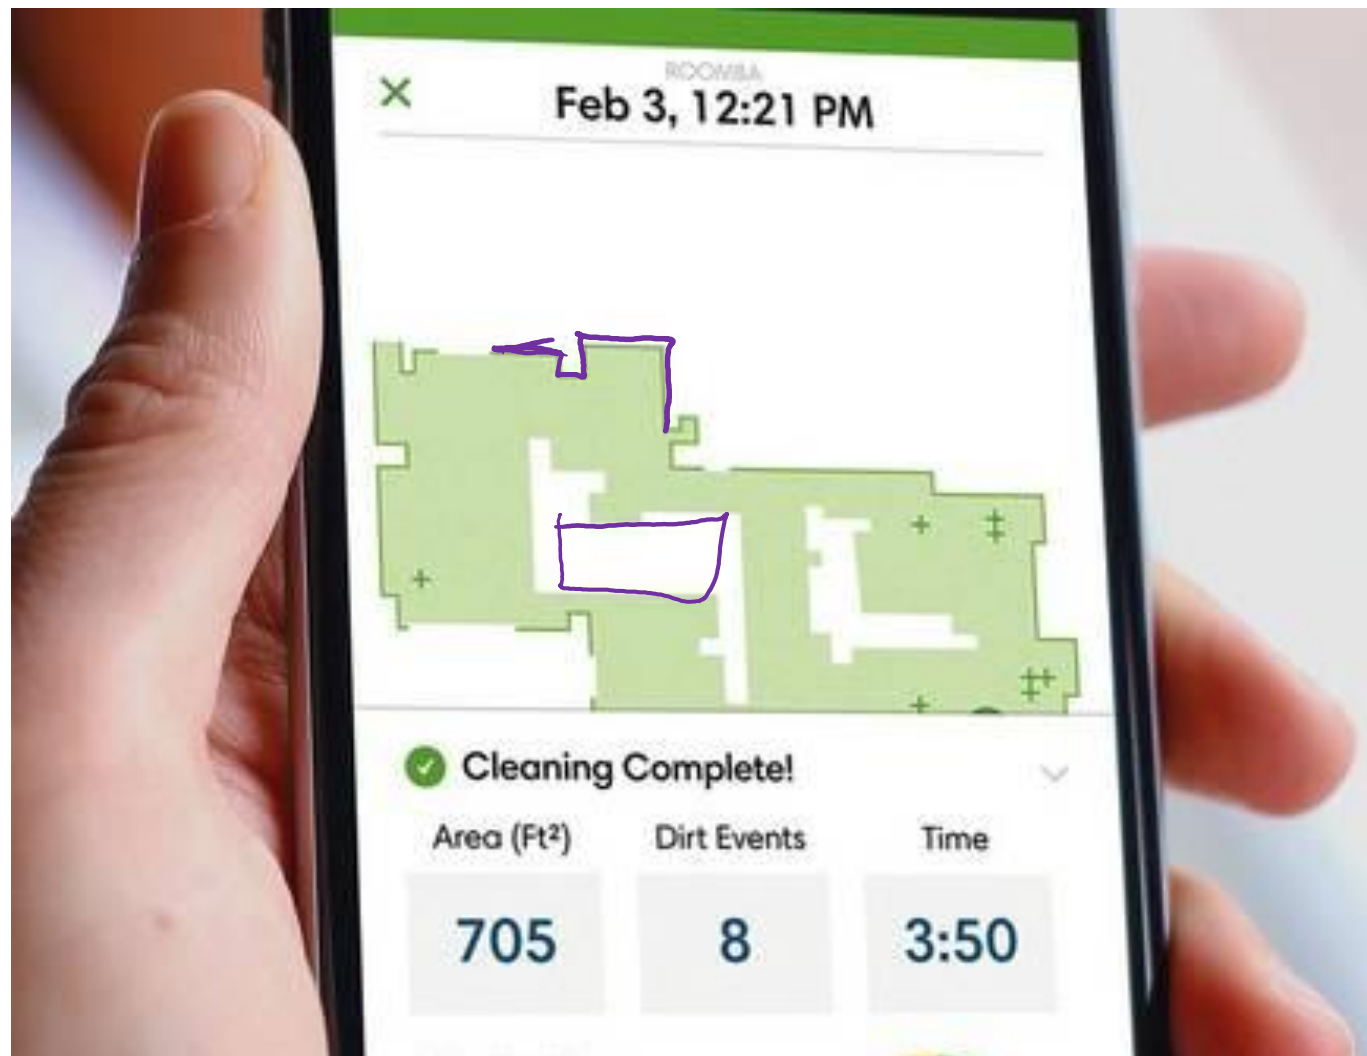 ROOMBA
Feb 3, 12:21 PM
Cleaning Complete!
Area (Ft²) Dirt Events Time
705 8 3:50